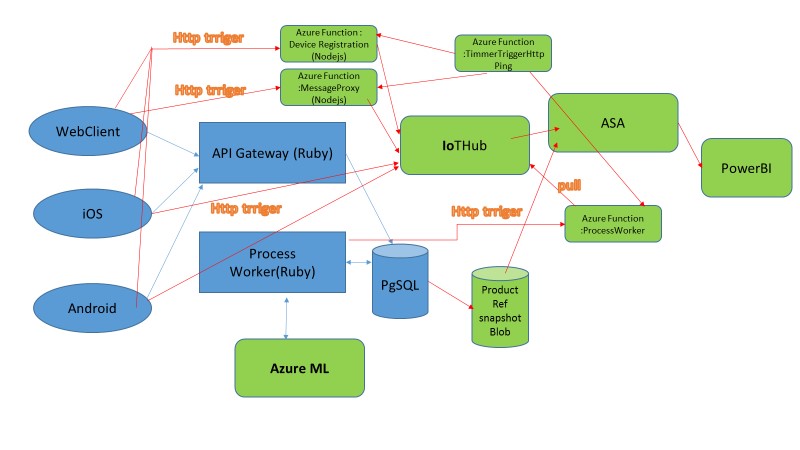 Http trriger
Azure Function :
Device Registration
(Nodejs)
Azure Function
:TimmerTriggerHttp
Ping
Http trriger
Azure Function
:MessageProxy
(Nodejs)
WebClient
API Gateway (Ruby)
IoTHub
ASA
PowerBI
pull
iOS
Http trriger
Http trriger
Azure Function
:ProcessWorker
Process
Worker(Ruby)
PgSQL
Product
Ref
snapshot
Blob
Android
Azure ML